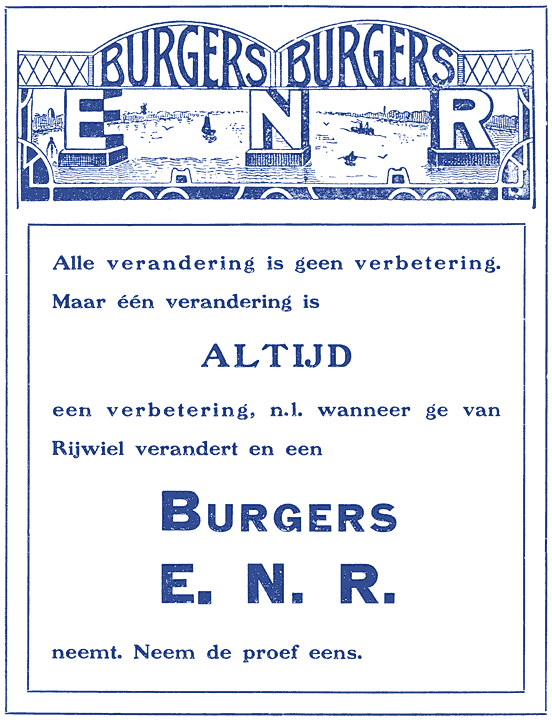 BURGERS BURGERS
E N R
Alle verandering is geen verbetering.
Maar één verandering is
ALTIJD
een verbetering, n.l. wanneer ge van
Rijwiel verandert en een
BURGERS
E. N. R.
neemt. Neem de proef eens.